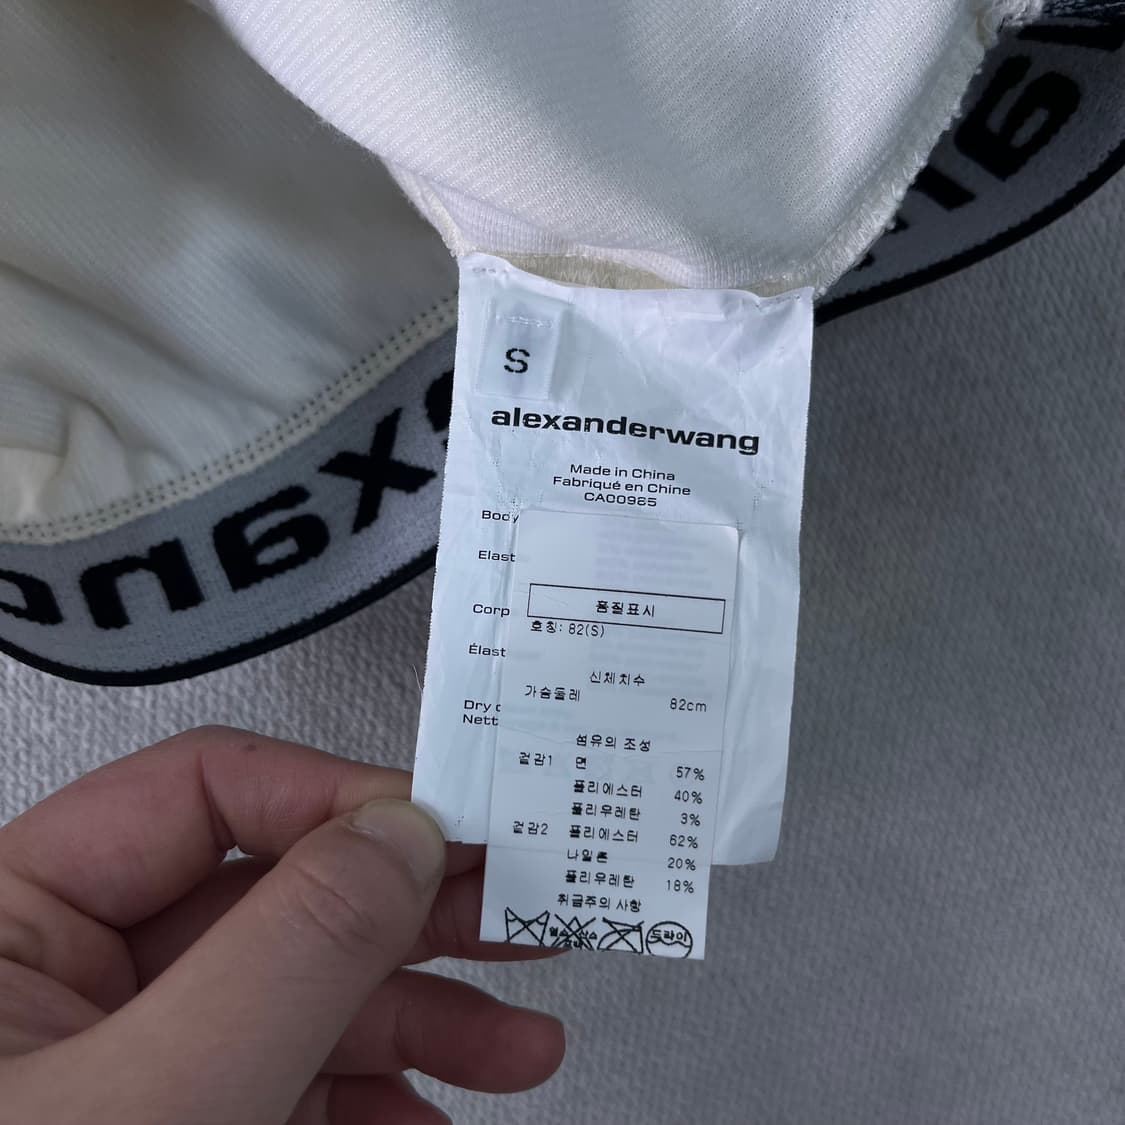 S
alexanderwang
Made in China
Fabriqué en Chine
CA00985
Body
Elast
Corp
Élast
Dry
Nett
품질표시
호칭: 82(S)
신체치수
가슴둘레 82cm
섬유의 조성
겉감1 면 57%
폴리에스터 40%
폴리우레탄 3%
겉감2 폴리에스터 62%
나일론 20%
폴리우레탄 18%
취급주의 사항
드라이